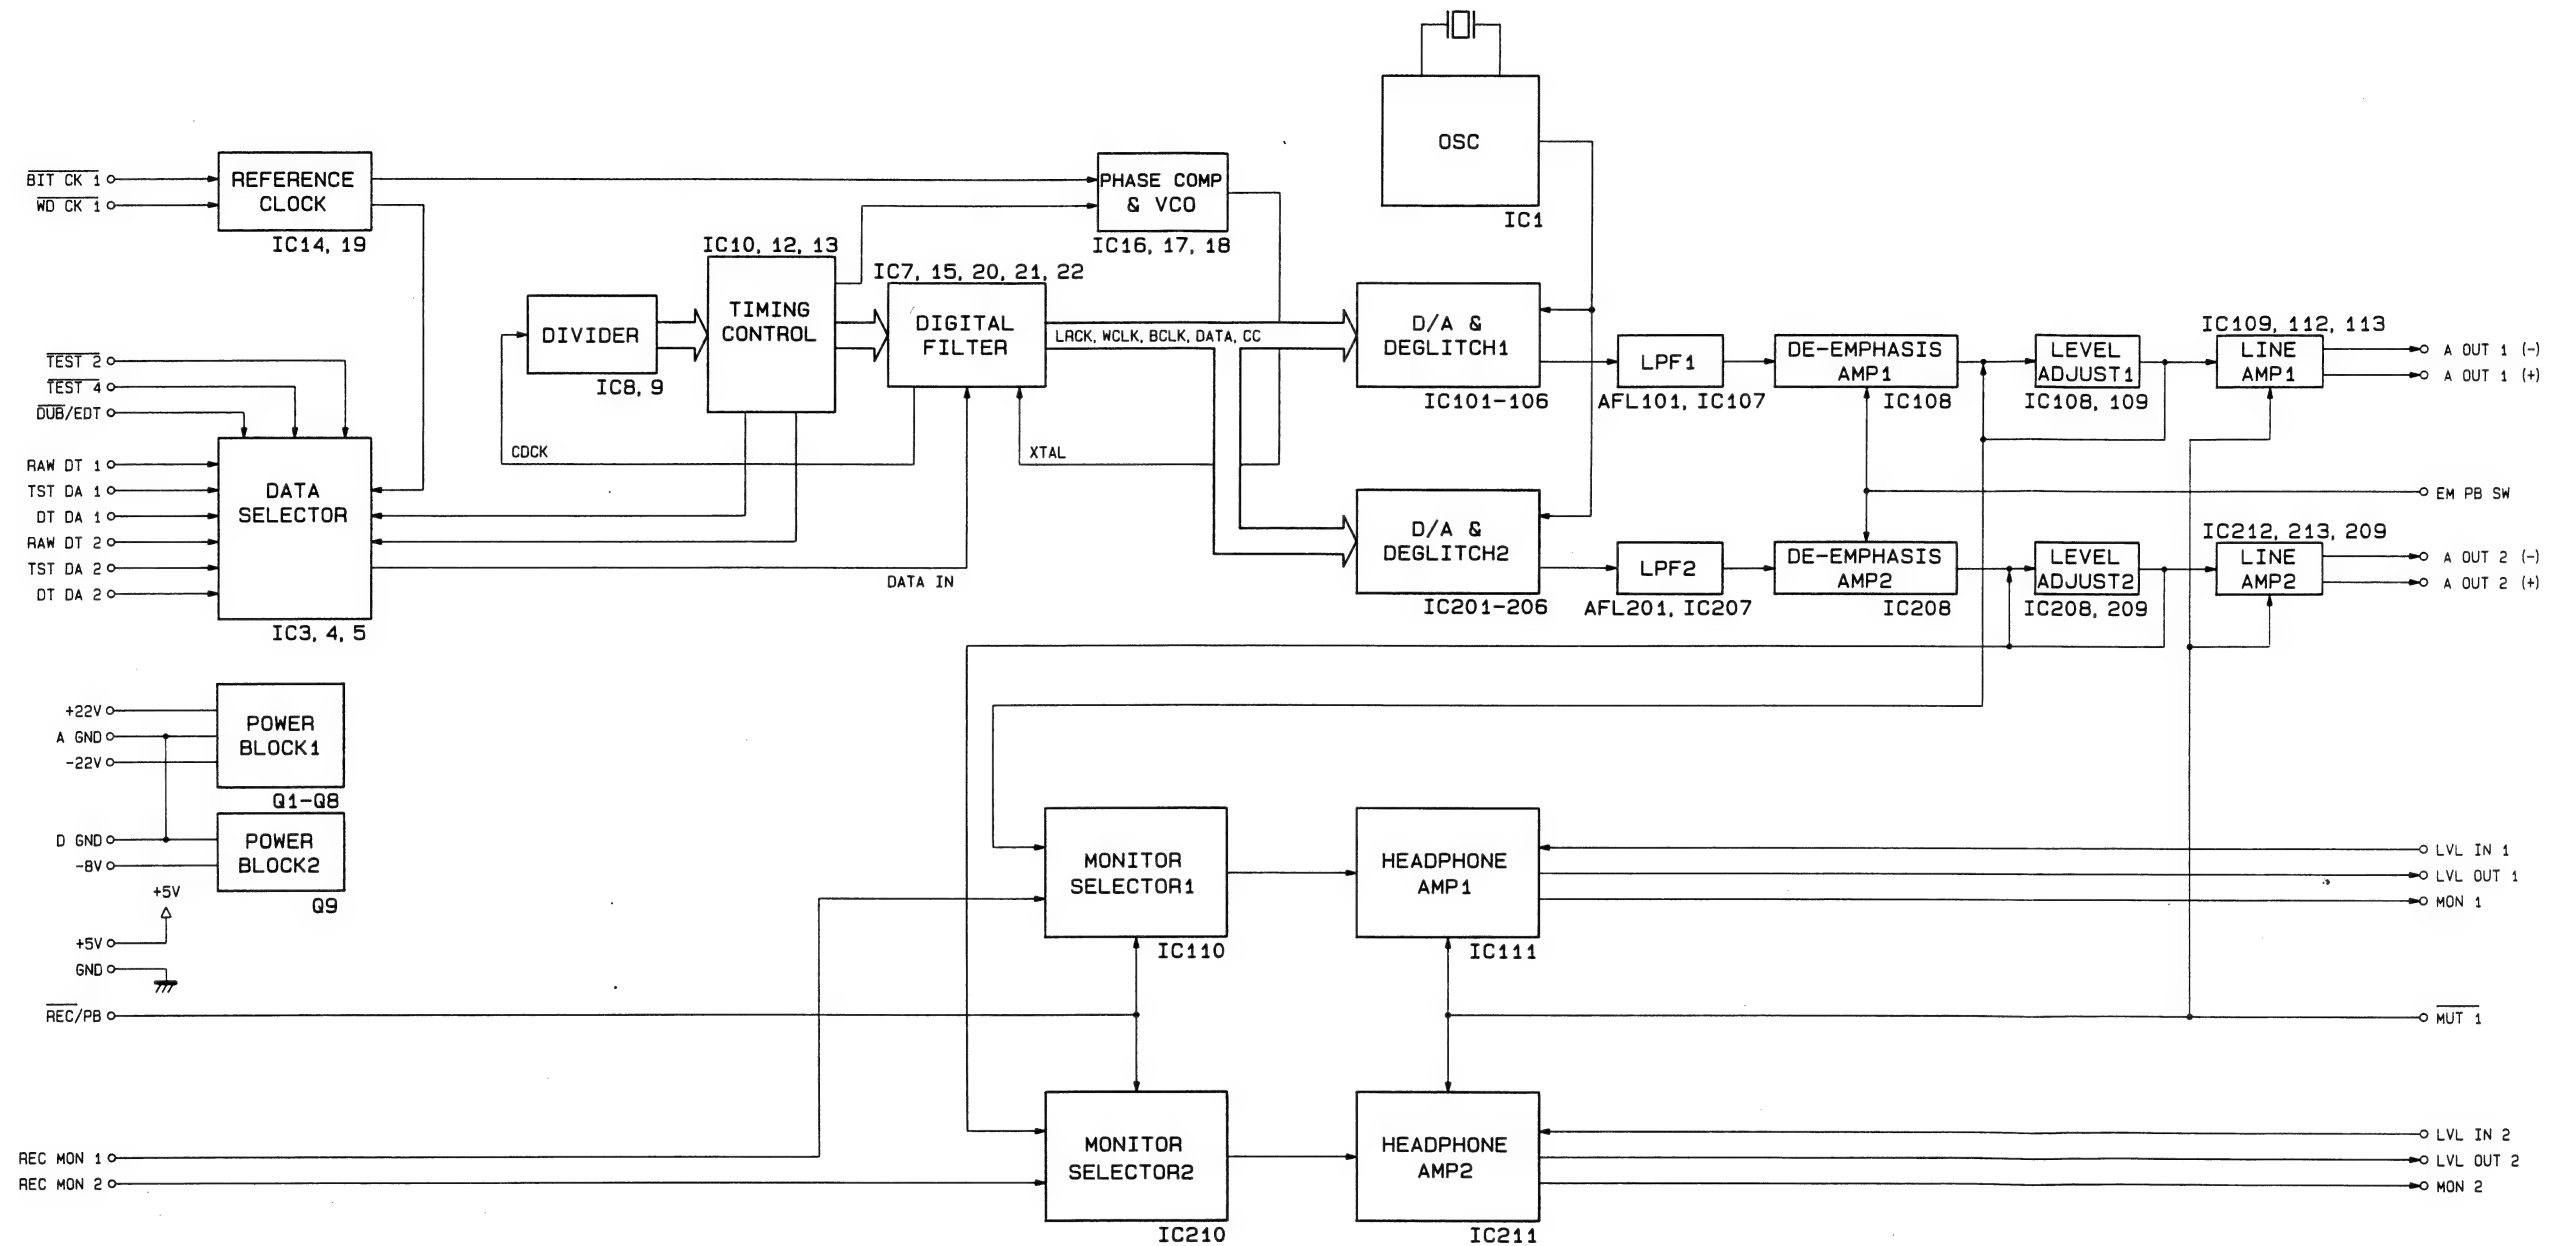 OSC
IC1
BIT CK 1
WD CK 1
REFERENCE
CLOCK
IC14, 19
PHASE COMP
& VCO
IC16, 17, 18
IC10, 12, 13
TIMING
CONTROL
IC7, 15, 20, 21, 22
DIGITAL
FILTER
DIVIDER
IC8, 9
LRCK, WCLK, BCLK, DATA, CC
D/A &
DEGLITCH1
IC101-106
LPF1
AFL101, IC107
DE-EMPHASIS
AMP1
IC108
LEVEL
ADJUST1
IC108, 109
IC109, 112, 113
LINE
AMP1
A OUT 1 (-)
A OUT 1 (+)
TEST 2
TEST 4
DUB/EDT
RAW DT 1
TST DA 1
DT DA 1
RAW DT 2
TST DA 2
DT DA 2
DATA
SELECTOR
IC3, 4, 5
CDCK
XTAL
DATA IN
EM PB SW
D/A &
DEGLITCH2
IC201-206
LPF2
AFL201, IC207
DE-EMPHASIS
AMP2
IC208
LEVEL
ADJUST2
IC208, 209
IC212, 213, 209
LINE
AMP2
A OUT 2 (-)
A OUT 2 (+)
+22V
A GND
-22V
POWER
BLOCK1
Q1-Q8
D GND
-8V
POWER
BLOCK2
Q9
+5V
+5V
GND
REC/PB
MONITOR
SELECTOR1
IC110
HEADPHONE
AMP1
IC111
LVL IN 1
LVL OUT 1
MON 1
MUT 1
REC MON 1
REC MON 2
MONITOR
SELECTOR2
IC210
HEADPHONE
AMP2
IC211
LVL IN 2
LVL OUT 2
MON 2